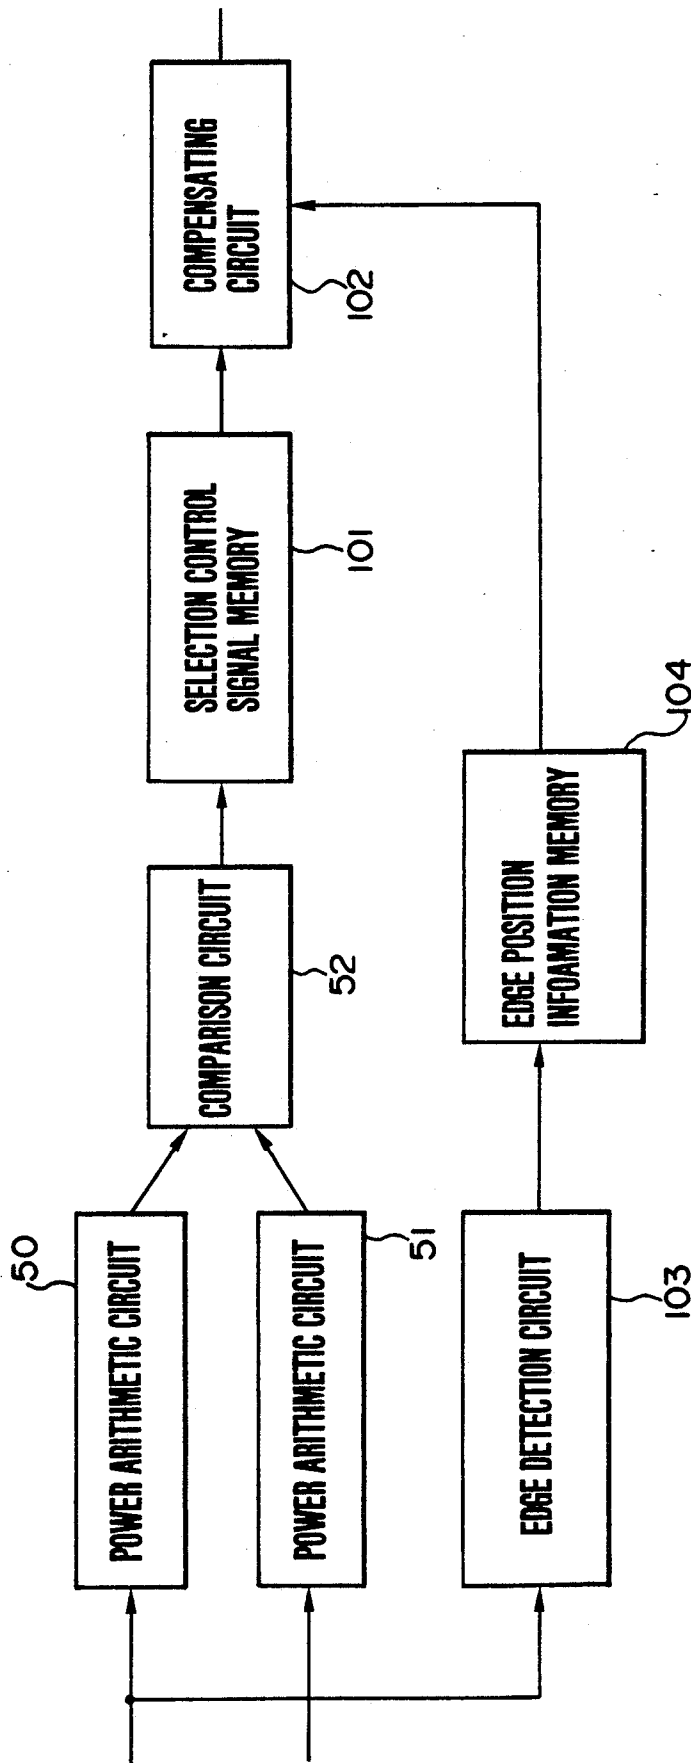 50
POWER ARITHMETIC CIRCUIT
POWER ARITHMETIC CIRCUIT
51
COMPARISON CIRCUIT
52
SELECTION CONTROL
SIGNAL MEMORY
101
COMPENSATING
CIRCUIT
102
EDGE DETECTION CIRCUIT
103
EDGE POSITION
INFOAMATION MEMORY
104